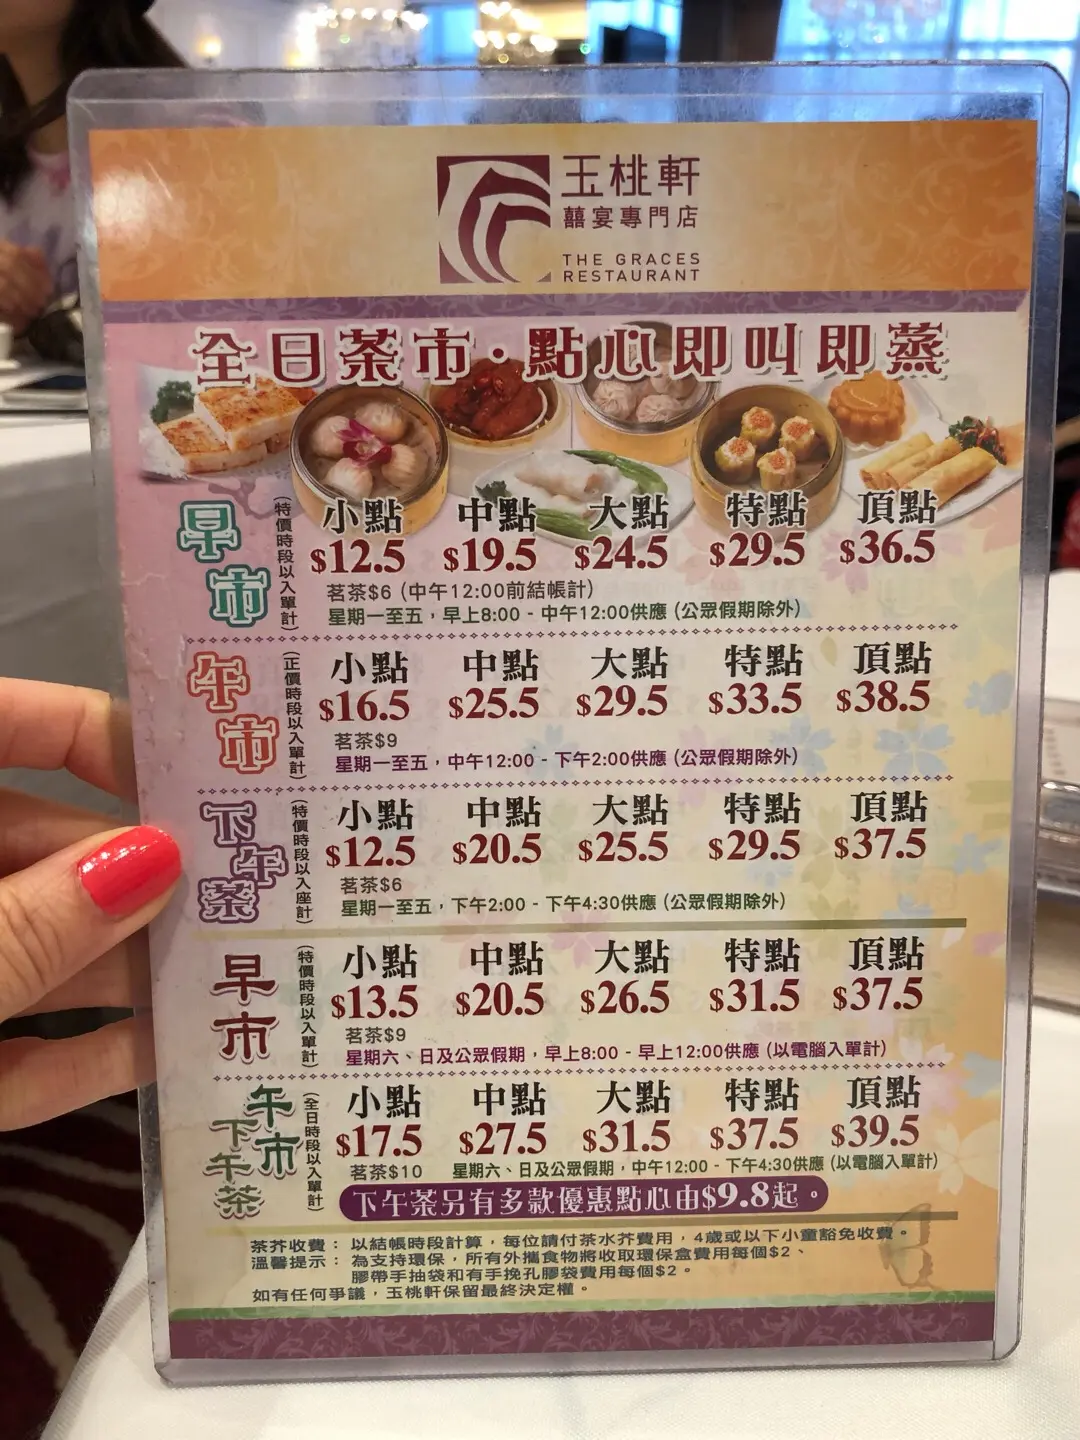 玉桃軒
囍宴專門店
THE GRACES
RESTAURANT
全日茶市·點心即叫即蒸
早市
(特價時段以入單計)
小點 中點 大點 特點 頂點
$12.5 $19.5 $24.5 $29.5 $36.5
茗茶$6 (中午12:00前結帳計)
星期一至五，早上8:00 - 中午12:00供應 (公眾假期除外)
午市
(正價時段以入單計)
小點 中點 大點 特點 頂點
$16.5 $25.5 $29.5 $33.5 $38.5
茗茶$9
星期一至五，中午12:00 - 下午2:00供應 (公眾假期除外)
下午茶
(特價時段以入座計)
小點 中點 大點 特點 頂點
$12.5 $20.5 $25.5 $29.5 $37.5
茗茶$6
星期一至五，下午2:00 - 下午4:30供應 (公眾假期除外)
早市
(特價時段以入單計)
小點 中點 大點 特點 頂點
$13.5 $20.5 $26.5 $31.5 $37.5
茗茶$9
星期六、日及公眾假期，早上8:00 - 早上12:00供應 (以電腦入單計)
午市
下午茶
(全日時段以入單計)
小點 中點 大點 特點 頂點
$17.5 $27.5 $31.5 $37.5 $39.5
茗茶$10 星期六、日及公眾假期，中午12:00 - 下午4:30供應 (以電腦入單計)
下午茶另有多款優惠點心由$9.8起。
茶芥收費：以結帳時段計算，每位請付茶水芥費用，4歲或以下小童豁免收費。
溫馨提示：為支持環保，所有外攜食物將收取環保盒費用每個$2、
膠帶手抽袋和有手挽孔膠袋費用每個$2。
如有任何爭議，玉桃軒保留最終決定權。